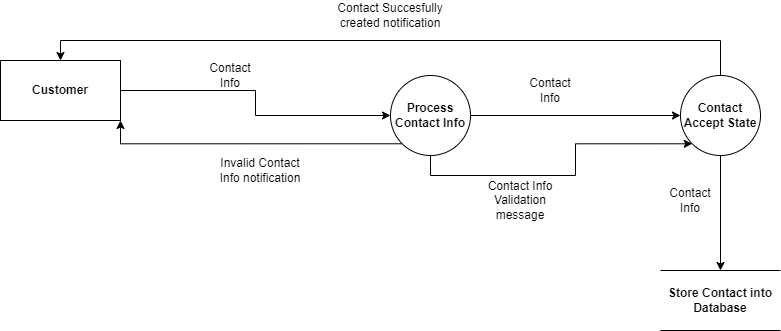 Contact Succesfully
created notification
Contact
Info
Customer
Contact
Info
Process
Contact Info
Contact
Accept State
Invalid Contact
Info notification
Contact Info
Validation
message
Contact
Info
Store Contact into
Database